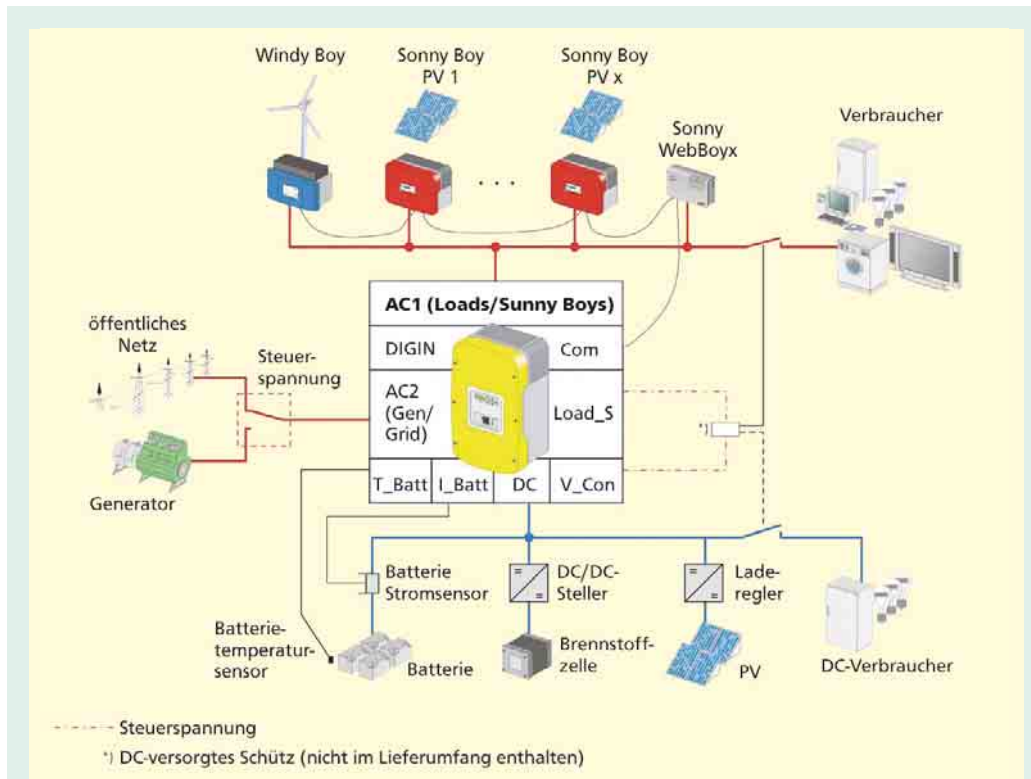 Windy Boy
Sonny Boy
PV 1
Sonny Boy
PV x
Sonny
WebBoyx
Verbraucher
. . .
AC1 (Loads/Sunny Boys)
DIGIN
Com
öffentliches
Netz
Steuer-
spannung
AC2
(Gen/
Grid)
Load_S
*)
Generator
T_Batt
I_Batt
DC
V_Con
Batterie
Stromsensor
DC/DC-
Steller
Lade-
regler
Batterie-
temperatur-
sensor
Batterie
Brennstoff-
zelle
PV
DC-Verbraucher
Steuerspannung
*) DC-versorgtes Schütz (nicht im Lieferumfang enthalten)